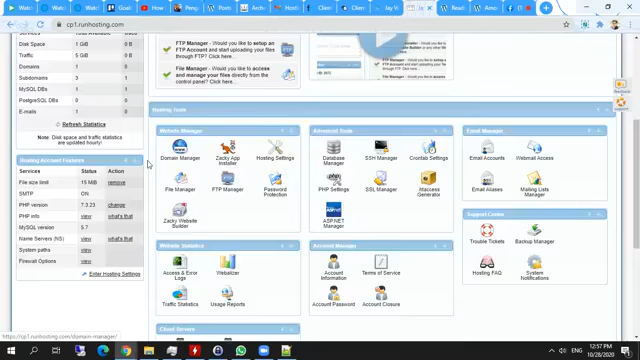 cp1.runhosting.com
Disk Space 1 GiB 0 B
Traffic 5 GiB 0 B
Domains 1 0
Subdomains 3 1
MySQL DBs 1 1
PostgreSQL DBs 0 0
E-mails 1 0
Refresh Statistics
Note: Disk space and traffic statistics
are updated hourly!
Hosting Account Features
Services Status Action
File size limit 15 MiB remove
SMTP ON
PHP version 7.3.23 change
PHP info view what's that
MySQL version 5.7
Name Servers (NS) view what's that
System paths view
Firewall Options view
Enter Hosting Settings
FTP Manager - Would you like to setup an
FTP Account and start uploading your files
through FTP? Click here...
File Manager - Would you like to access
and manage your files directly from the
control panel? Click here...
Hosting Tools
Website Manager
Domain Manager
Zacky App
Installer
Hosting Settings
File Manager
FTP Manager
Password
Protection
Zacky Website
Builder
Advanced Tools
Database
Manager
SSH Manager
Crontab Settings
PHP Settings
SSL Manager
Htaccess
Generator
ASP.NET
Manager
Email Manager
Email Accounts
Webmail Access
Email Aliases
Mailing Lists
Manager
Support Center
Trouble Tickets
Backup Manager
Hosting FAQ
System
Notifications
Website Statistics
Access & Error
Logs
Webalizer
Traffic Statistics
Usage Reports
Account Manager
Account
Information
Terms of Service
Account Password
Account Closure
Cloud Servers
feedback
support
https://cp1.runhosting.com/domain-manager/
12:57 PM
10/28/2020